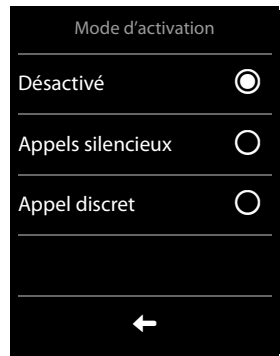 Mode d'activation
Désactivé
Appels silencieux
Appel discret